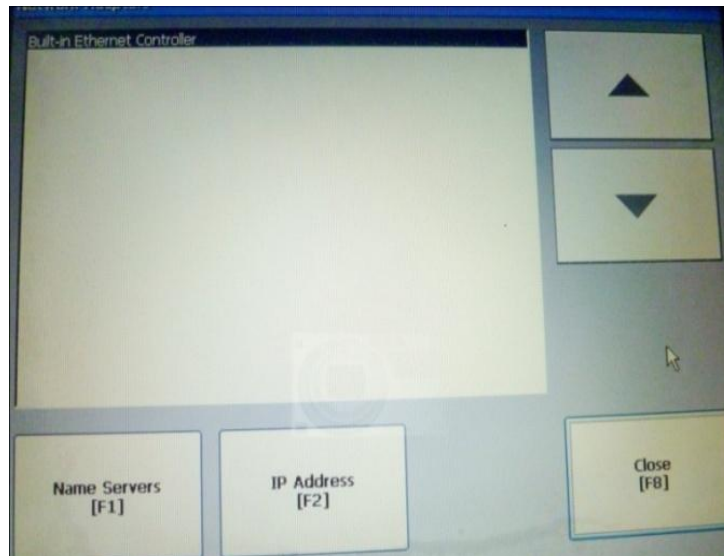 Built-in Ethernet Controller
Name Servers
[F1]
IP Address
[F2]
Close
[F8]